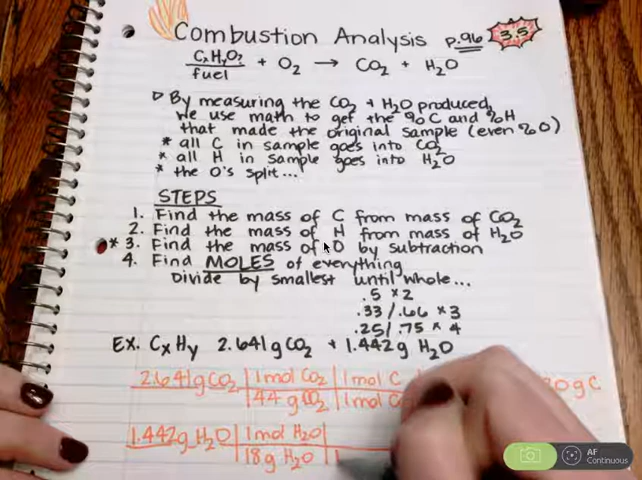 Combustion Analysis p.96 3.5
CxHyOz + O2 → CO2 + H2O
fuel
▷ By measuring the CO2 + H2O produced,
we use math to get the %C and %H
that made the original sample (even %O)
* all C in sample goes into CO2
* all H in sample goes into H2O
* the O's split...
STEPS
1. Find the mass of C from mass of CO2
2. Find the mass of H from mass of H2O
* 3. Find the mass of O by subtraction
4. Find MOLES of everything
Divide by smallest until whole...
.5 × 2
.33/.66 × 3
.25/.75 × 4
EX. CxHy 2.641g CO2 + 1.442g H2O
2.641g CO2 | 1 mol CO2 | 1 mol C
44 g CO2 | 1 mol g C
1.442g H2O | 1 mol H2O
18 g H2O | 1
AF
Continuous